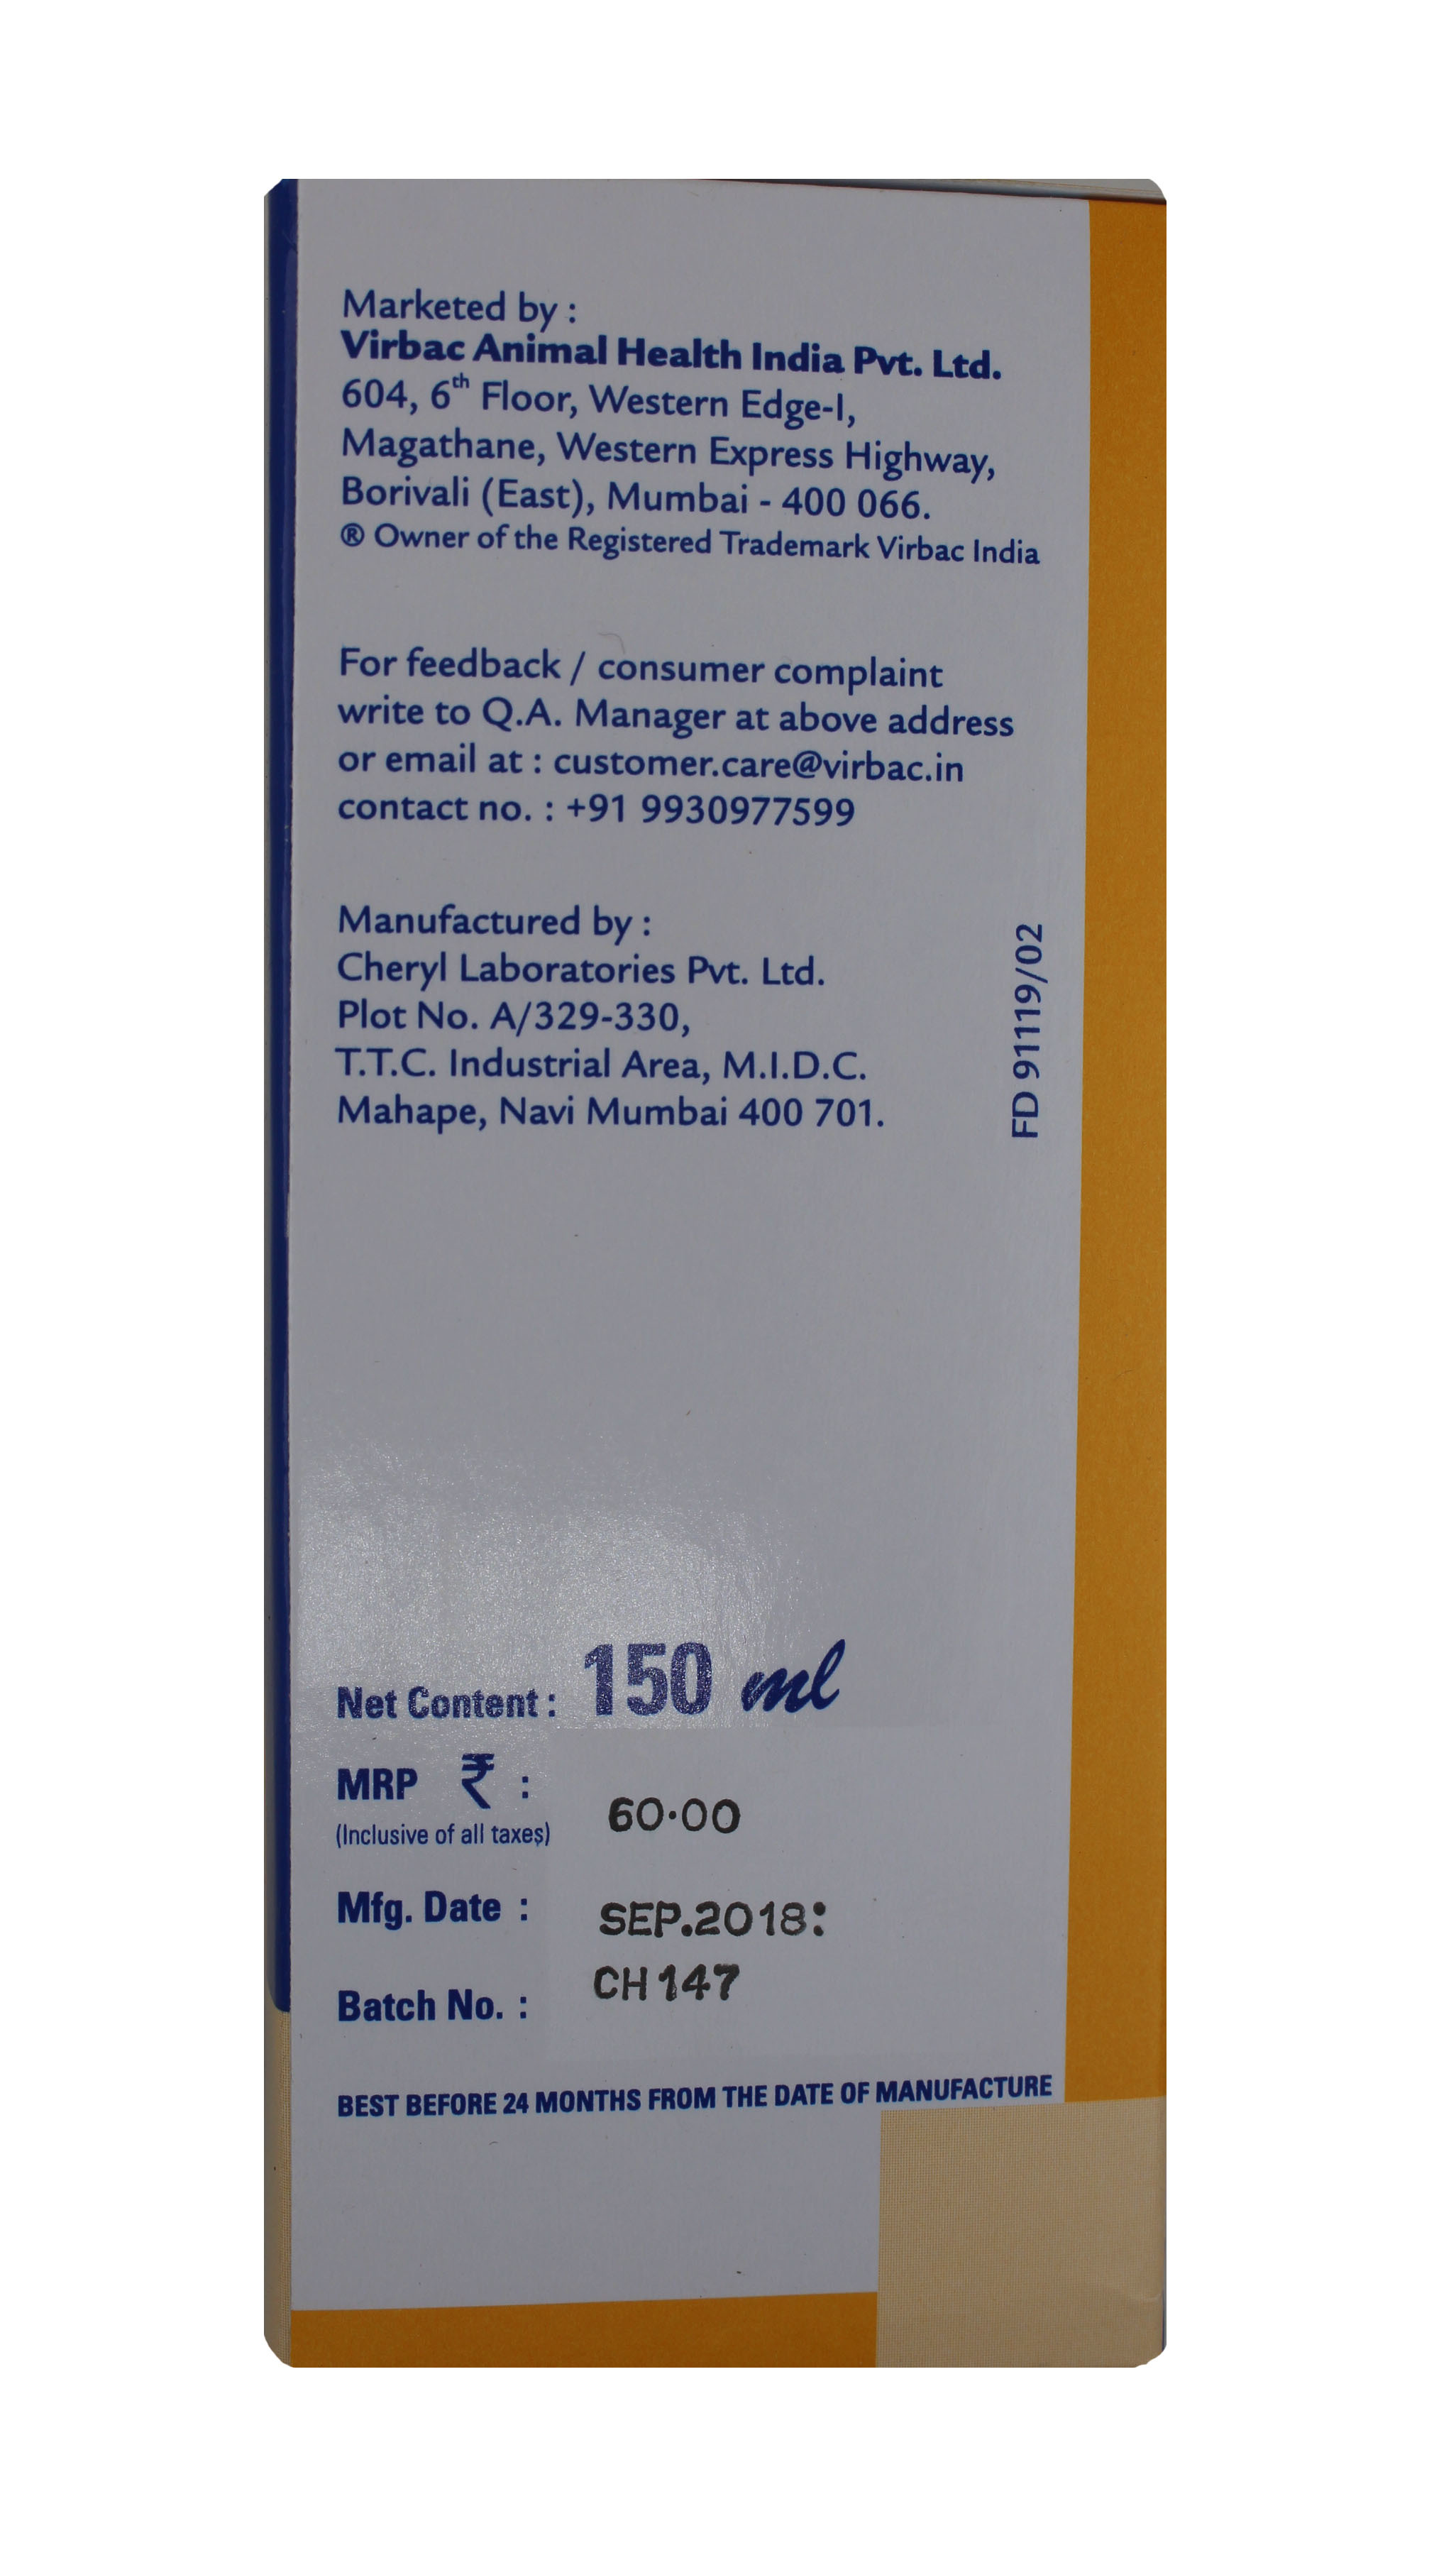 Marketed by :
Virbac Animal Health India Pvt. Ltd.
604, 6th Floor, Western Edge-I,
Magathane, Western Express Highway,
Borivali (East), Mumbai - 400 066.
® Owner of the Registered Trademark Virbac India
For feedback / consumer complaint
write to Q.A. Manager at above address
or email at : customer.care@virbac.in
contact no. : +91 9930977599
Manufactured by :
Cheryl Laboratories Pvt. Ltd.
Plot No. A/329-330,
T.T.C. Industrial Area, M.I.D.C.
Mahape, Navi Mumbai 400 701.
FD 91119/02
Net Content : 150 ml
MRP ₹ : 60·00
(Inclusive of all taxes)
Mfg. Date : SEP.2018:
Batch No. : CH147
BEST BEFORE 24 MONTHS FROM THE DATE OF MANUFACTURE